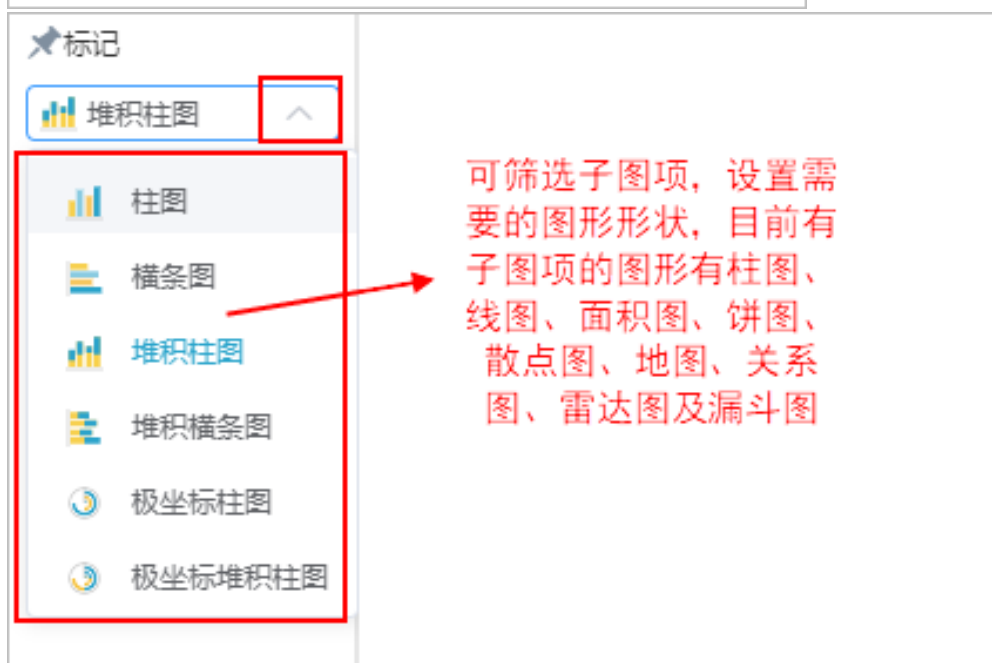 标记
堆积柱图
柱图
横条图
堆积柱图
堆积横条图
极坐标柱图
极坐标堆积柱图
可筛选子图项，设置需
要的图形形状，目前有
子图项的图形有柱图、
线图、面积图、饼图、
散点图、地图、关系
图、雷达图及漏斗图